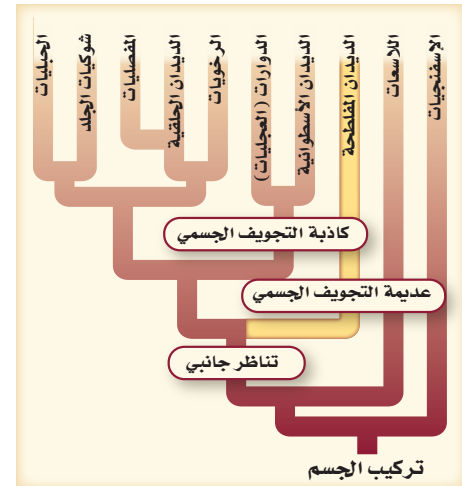 الإسفنجيات
اللاسعات
الديدان المفلطحة
الديدان الأسطوانية
الدوارات (العجليات)
الرخويات
الديدان الحلقية
المفصليات
شوكيات الجلد
الحبليات
كاذبة التجويف الجسمي
عديمة التجويف الجسمي
تناظر جانبي
تركيب الجسم